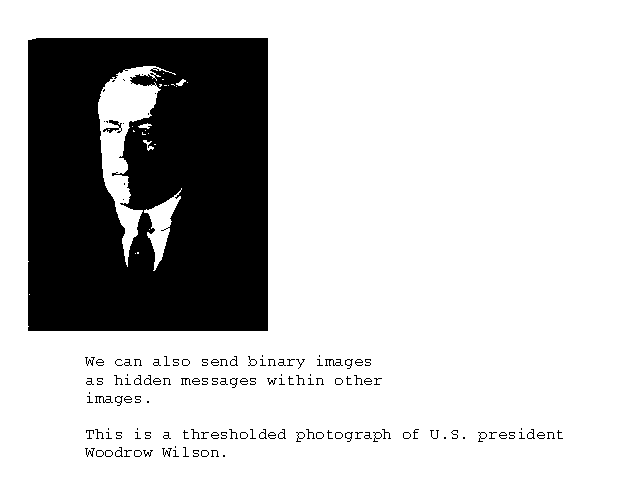 We can also send binary images
as hidden messages within other
images.
This is a thresholded photograph of U.S. president
Woodrow Wilson.